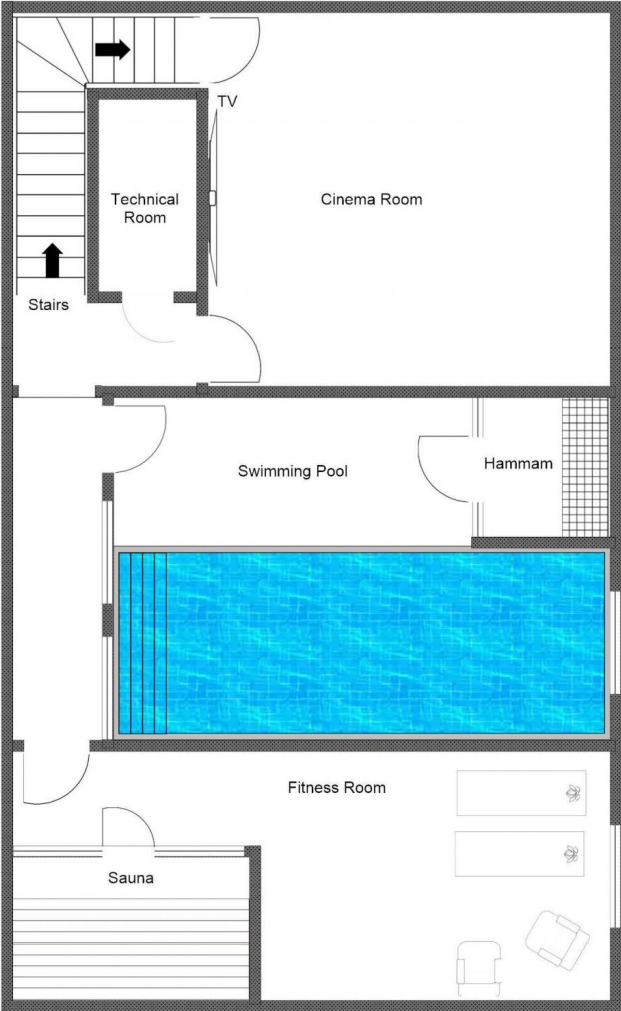 TV
Technical
Room
Cinema Room
Stairs
Swimming Pool
Hammam
Fitness Room
Sauna